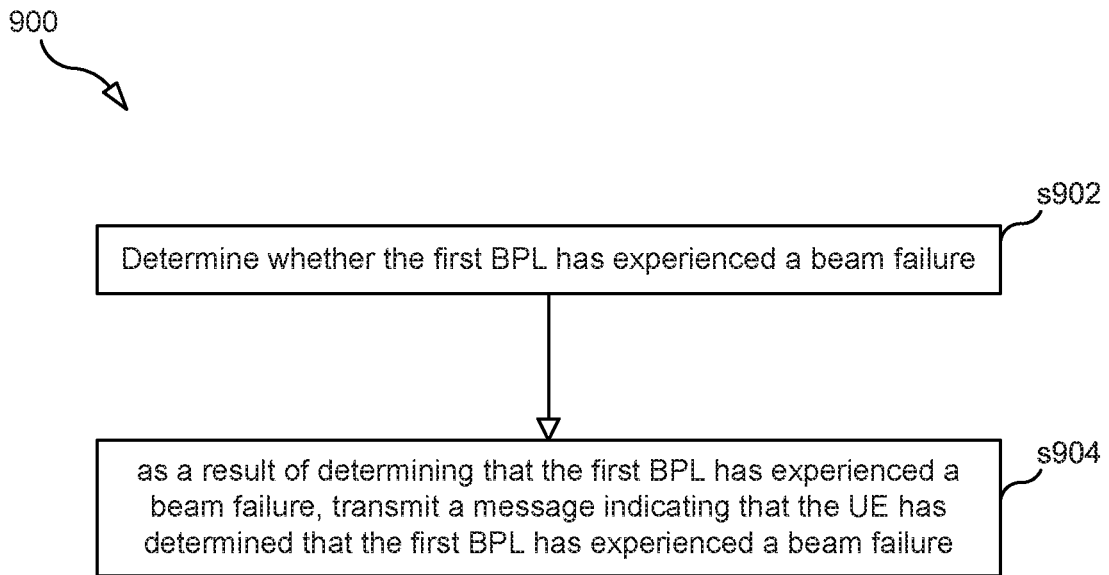 900
s902
Determine whether the first BPL has experienced a beam failure
s904
as a result of determining that the first BPL has experienced a
beam failure, transmit a message indicating that the UE has
determined that the first BPL has experienced a beam failure